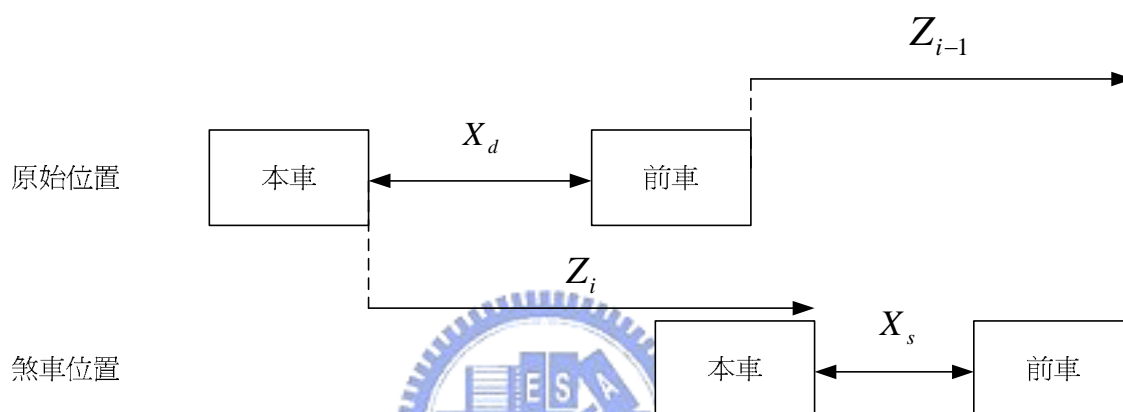 Z_{i-1}
X_d
原始位置 本車 前車
Z_i
X_s
煞車位置 本車 前車
E S A